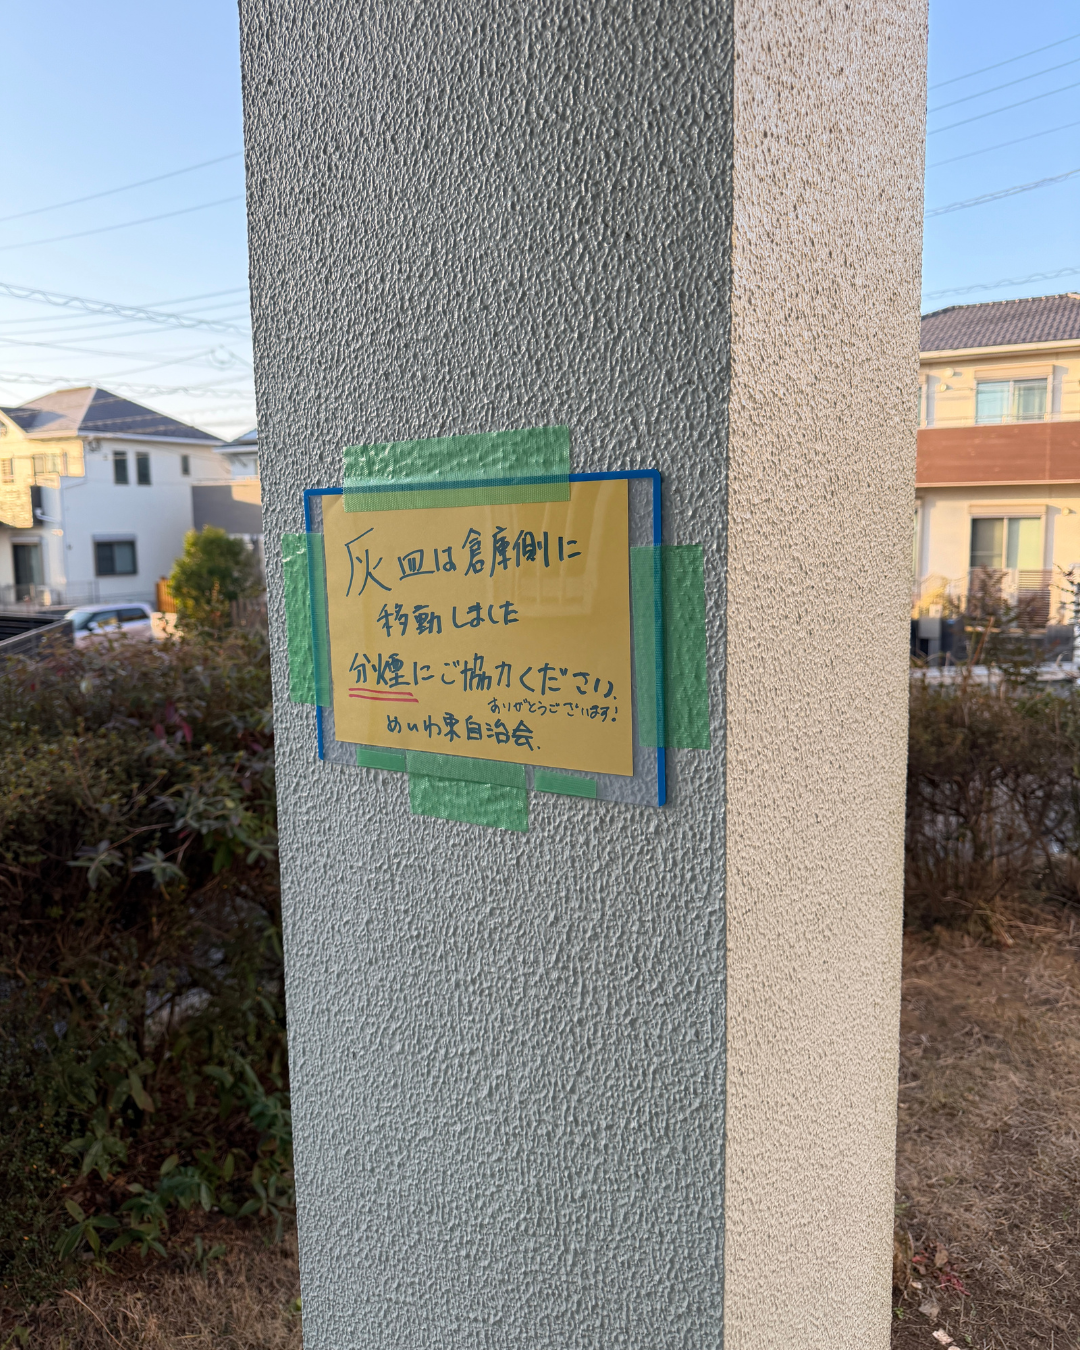 灰皿は倉庫側に
移動しました
分煙にご協力ください。
ありがとうございます!
めいわ東自治会.